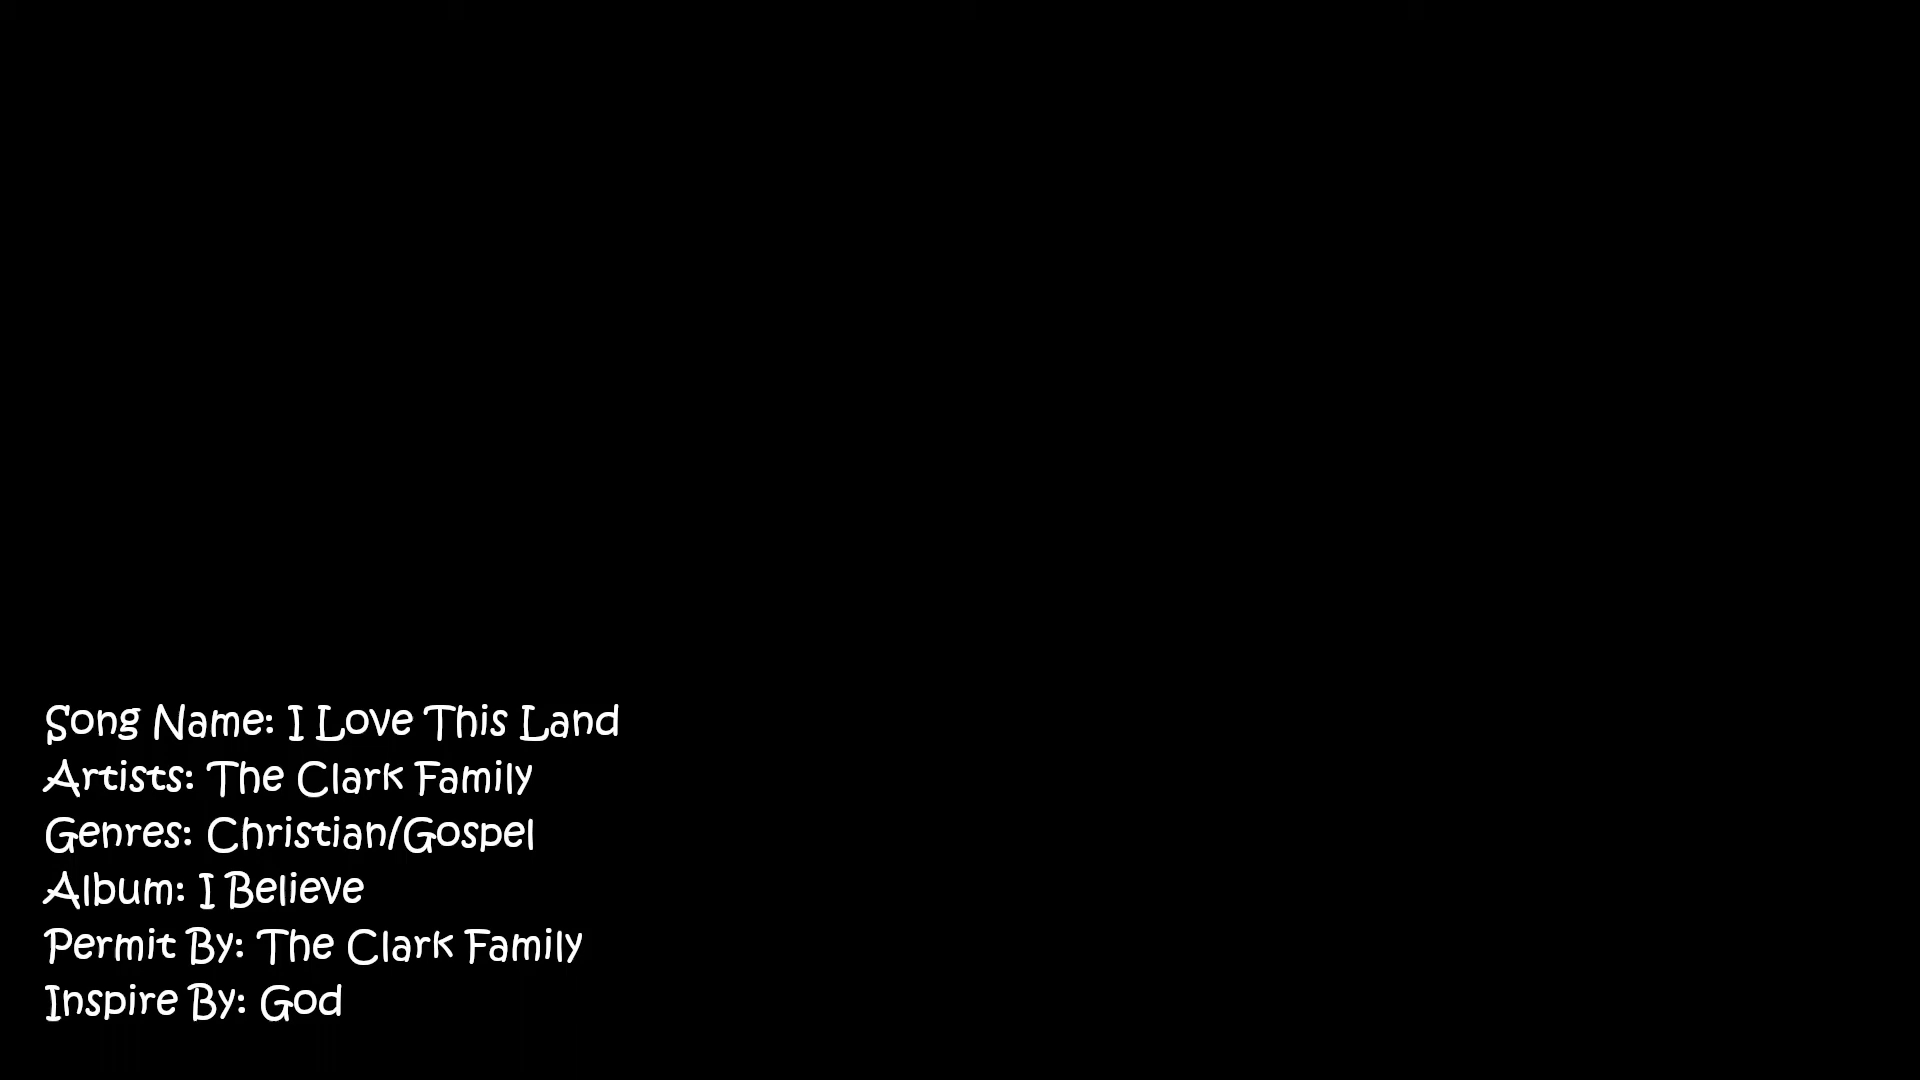 Song Name: I Love This Land
Artists: The Clark Family
Genres: Christian/Gospel
Album: I Believe
Permit By: The Clark Family
Inspire By: God